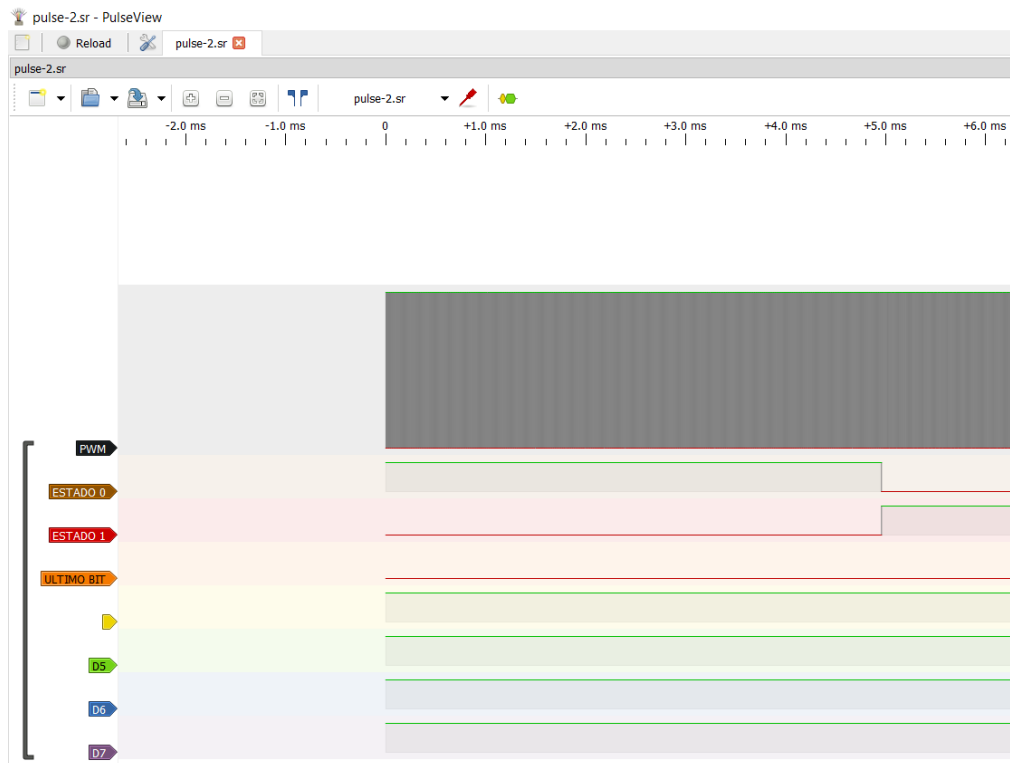 pulse-2.sr - PulseView
Reload
pulse-2.sr
pulse-2.sr
pulse-2.sr
-2.0 ms -1.0 ms 0 +1.0 ms +2.0 ms +3.0 ms +4.0 ms +5.0 ms +6.0 ms
PWM
ESTADO 0
ESTADO 1
ULTIMO BIT
D5
D6
D7